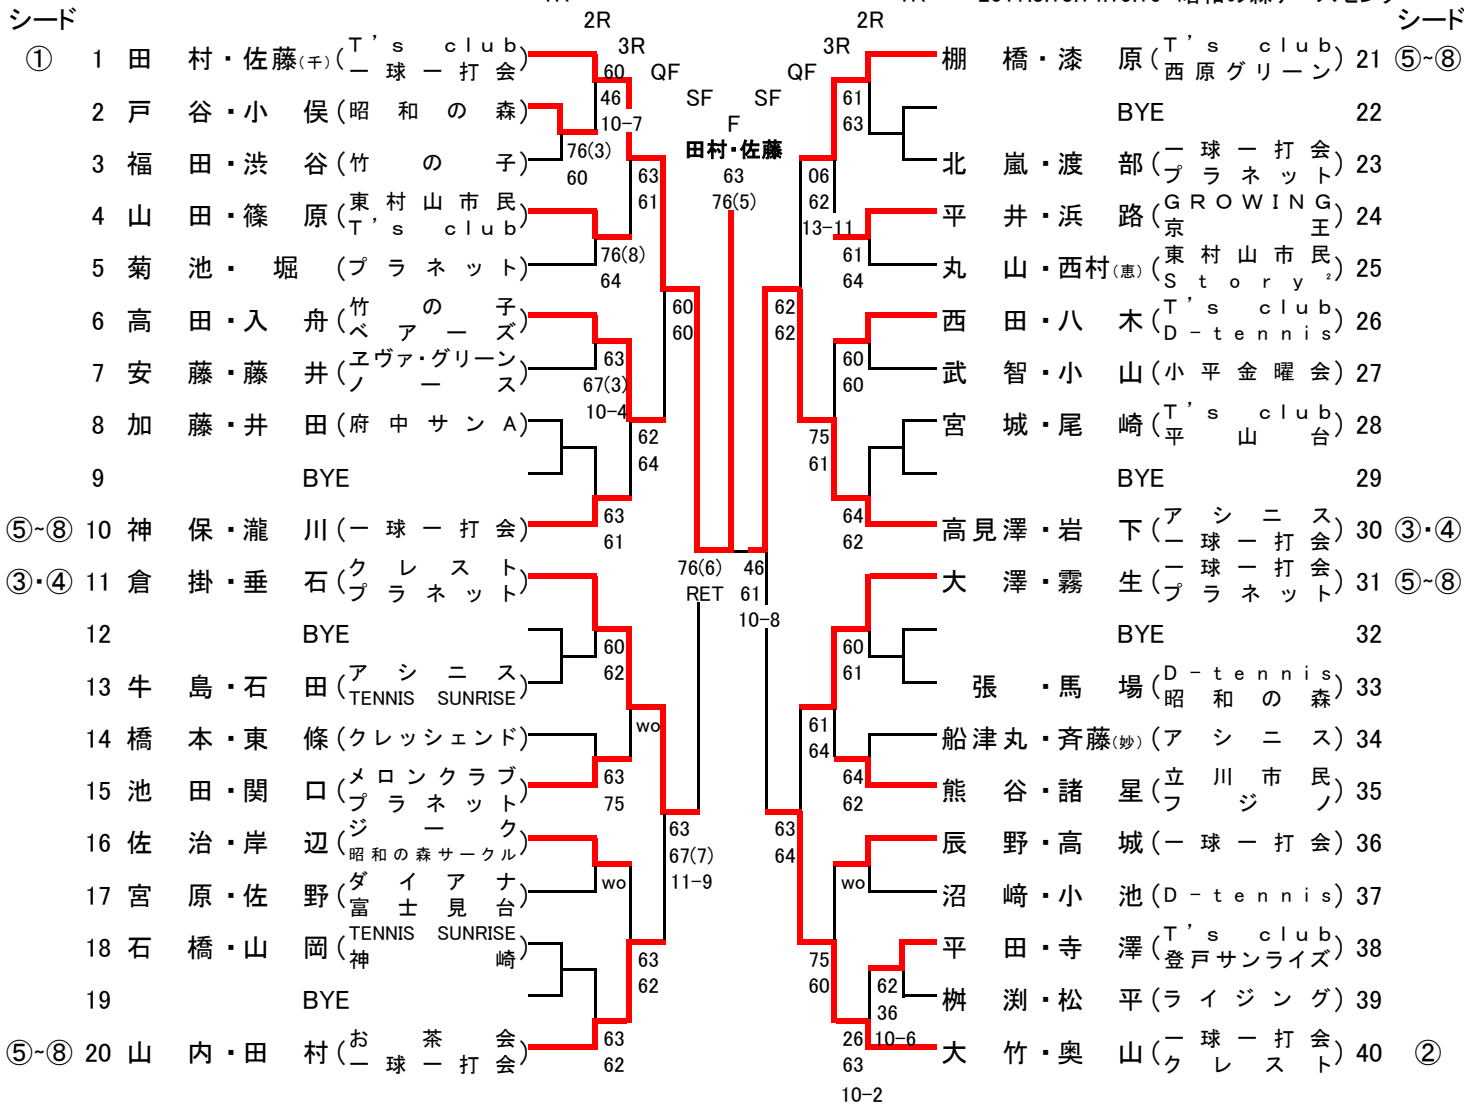 シード 2R 2R シード
3R QF SF SF QF 3R
F
田村・佐藤
63
76(5)
① 1 田村・佐藤(千) (T's club 一球一打会)
2 戸谷・小俣 (昭和の森)
3 福田・渋谷 (竹の子)
4 山田・篠原 (東村山市民 T's club)
5 菊池・堀 (プラネット)
6 高田・入舟 (竹の子 ベアーズ)
7 安藤・藤井 (ヱヴァ・グリーン ノース)
8 加藤・井田 (府中サンA)
9 BYE
⑤~⑧ 10 神保・瀧川 (一球一打会)
③・④ 11 倉掛・垂石 (クレスト プラネット)
12 BYE
13 牛島・石田 (アシニス TENNIS SUNRISE)
14 橋本・東條 (クレッシェンド)
15 池田・関口 (メロンクラブ プラネット)
16 佐治・岸辺 (ジーク 昭和の森サークル)
17 宮原・佐野 (ダイアナ 富士見台)
18 石橋・山岡 (TENNIS SUNRISE 神崎)
19 BYE
⑤~⑧ 20 山内・田村 (お茶会 一球一打会)
60
46
10-7
76(3)
60
63
61
76(8)
64
60
60
63
67(3)
10-4
62
64
63
61
76(6)
RET
60
62
wo
63
75
63
67(7)
11-9
wo
63
62
63
62
棚橋・漆原 (T's club 西原グリーン) 21 ⑤~⑧
BYE 22
北嵐・渡部 (一球一打会 プラネット) 23
平井・浜路 (GROWING 京王) 24
丸山・西村(恵) (東村山市民 Story²) 25
西田・八木 (T's club D-tennis) 26
武智・小山 (小平金曜会) 27
宮城・尾崎 (T's club 平山台) 28
BYE 29
高見澤・岩下 (アシニス 一球一打会) 30 ③・④
大澤・霧生 (一球一打会 プラネット) 31 ⑤~⑧
BYE 32
張・馬場 (D-tennis 昭和の森) 33
船津丸・斉藤(妙) (アシニス) 34
熊谷・諸星 (立川市民 フジノ) 35
辰野・高城 (一球一打会) 36
沼崎・小池 (D-tennis) 37
平田・寺澤 (T's club 登戸サンライズ) 38
桝渕・松平 (ライジング) 39
大竹・奥山 (一球一打会 クレスト) 40 ②
61
63
06
62
13-11
61
64
62
62
60
60
75
61
64
62
46
61
10-8
60
61
61
64
64
62
63
64
wo
75
60
62
36
10-6
26
63
10-2